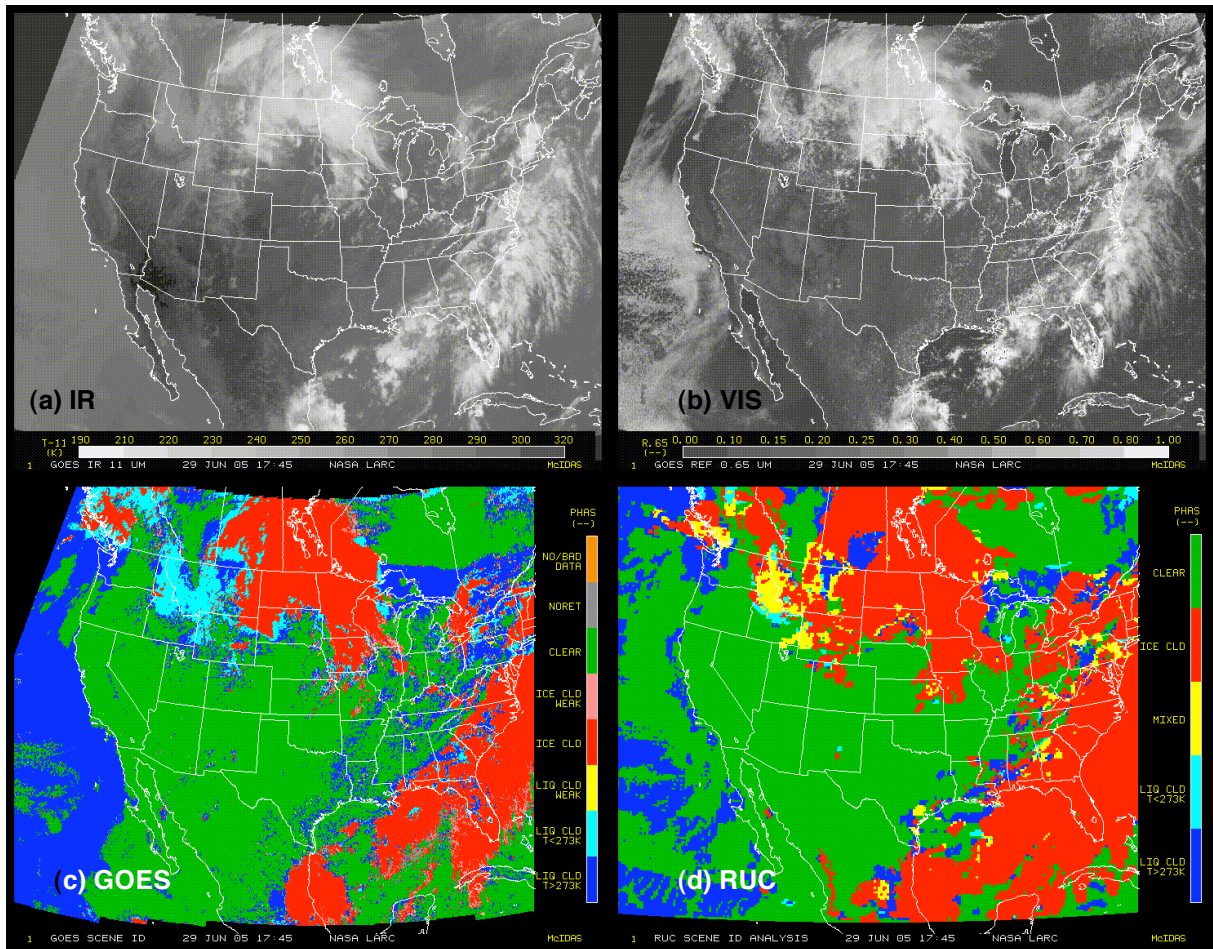 (a) IR
T-11 190 210 220 230 240 250 260 270 280 290 300 320
(K)
1 GOES IR 11 UM 29 JUN 05 17:45 NASA LARC McIDAS
(b) VIS
R.65 0.00 0.10 0.15 0.20 0.25 0.30 0.35 0.40 0.45 0.50 0.60 0.80 1.00
(--)
1 GOES REF 0.65 UM 29 JUN 05 17:45 NASA LARC McIDAS
PHAS
(--)
NO/BAD
DATA
NORET
CLEAR
ICE CLD
WEAK
ICE CLD
LIQ CLD
WEAK
LIQ CLD
T<273K
LIQ CLD
T>273K
(c) GOES
1 GOES SCENE ID 29 JUN 05 17:45 NASA LARC McIDAS
PHAS
(--)
CLEAR
ICE CLD
MIXED
LIQ CLD
T<273K
LIQ CLD
T>273K
(d) RUC
1 RUC SCENE ID ANALYSIS 29 JUN 05 17:45 NASA LARC McIDAS